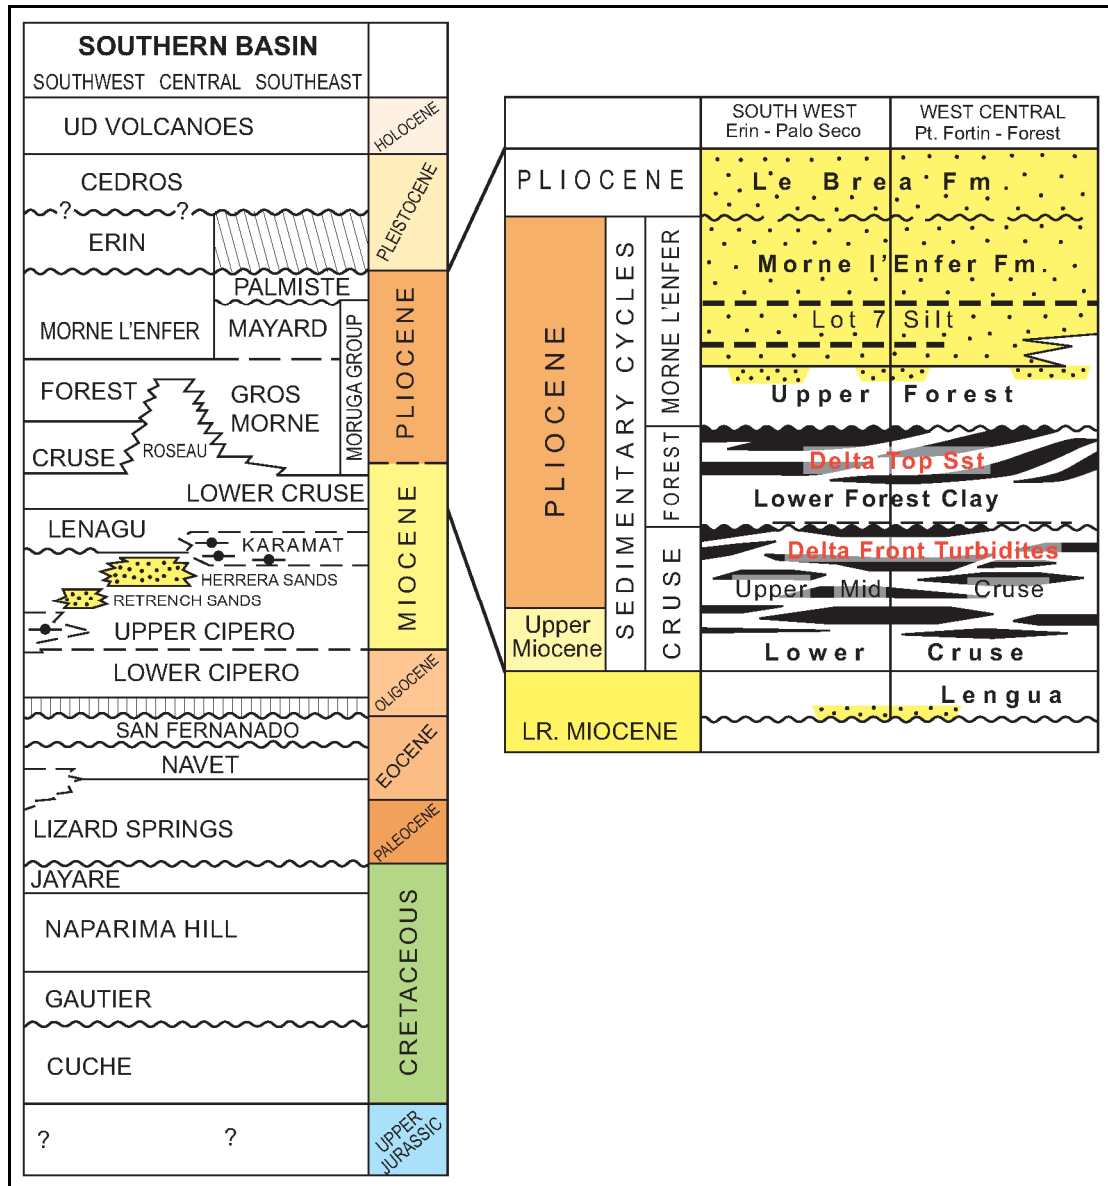 SOUTHERN BASIN
SOUTHWEST CENTRAL SOUTHEAST
UD VOLCANOES
HOLOCENE
CEDROS
? ?
ERIN
PLEISTOCENE
PALMISTE
MORNE L'ENFER
MAYARD
MORUGA GROUP
PLIOCENE
FOREST
GROS
MORNE
ROSEAU
CRUSE
LOWER CRUSE
LENAGU
KARAMAT
HERRERA SANDS
RETRENCH SANDS
MIOCENE
UPPER CIPERO
LOWER CIPERO
OLIGOCENE
SAN FERNANADO
NAVET
EOCENE
LIZARD SPRINGS
PALEOCENE
JAYARE
NAPARIMA HILL
GAUTIER
CUCHE
CRETACEOUS
? ?
UPPER
JURASSIC
SOUTH WEST
Erin - Palo Seco
WEST CENTRAL
Pt. Fortin - Forest
PLIOCENE
Le Brea Fm.
PLIOCENE
SEDIMENTARY CYCLES
MORNE L'ENFER
Morne l'Enfer Fm.
Lot 7 Silt
Upper Forest
FOREST
Delta Top Sst
Lower Forest Clay
CRUSE
Delta Front Turbidites
Upper Mid Cruse
Upper
Miocene
Lower Cruse
LR. MIOCENE
Lengua